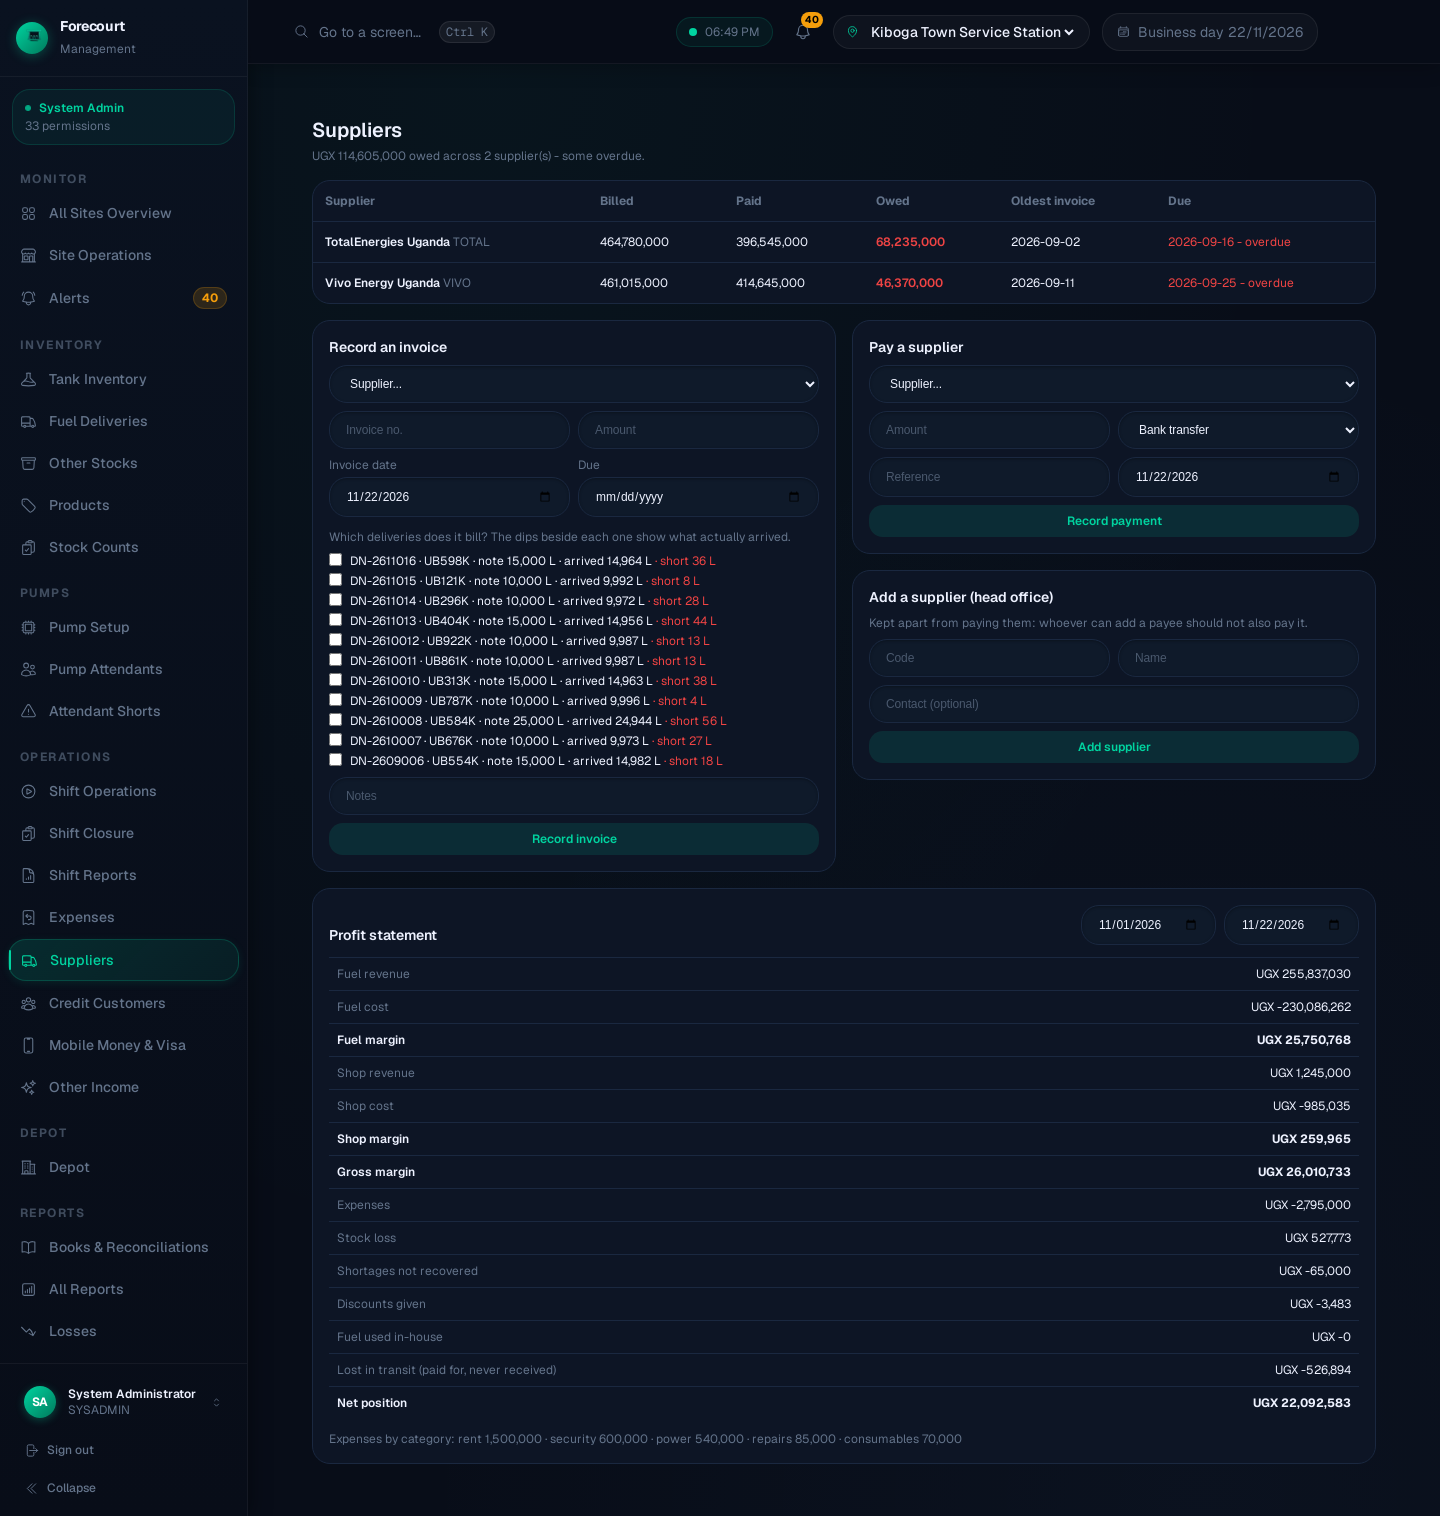 Forecourt
Management
System Admin
33 permissions
MONITOR
All Sites Overview
Site Operations
Alerts 40
INVENTORY
Tank Inventory
Fuel Deliveries
Other Stocks
Products
Stock Counts
PUMPS
Pump Setup
Pump Attendants
Attendant Shorts
OPERATIONS
Shift Operations
Shift Closure
Shift Reports
Expenses
Suppliers
Credit Customers
Mobile Money & Visa
Other Income
DEPOT
Depot
REPORTS
Books & Reconciliations
All Reports
Losses
SA System Administrator
SYSADMIN
Sign out
Collapse
Go to a screen... Ctrl K 06:49 PM 40 Kiboga Town Service Station Business day 22/11/2026
Suppliers
UGX 114,605,000 owed across 2 supplier(s) - some overdue.
Supplier Billed Paid Owed Oldest invoice Due
TotalEnergies Uganda TOTAL 464,780,000 396,545,000 68,235,000 2026-09-02 2026-09-16 - overdue
Vivo Energy Uganda VIVO 461,015,000 414,645,000 46,370,000 2026-09-11 2026-09-25 - overdue
Record an invoice
Supplier...
Invoice no. Amount
Invoice date Due
11/22/2026 mm/dd/yyyy
Which deliveries does it bill? The dips beside each one show what actually arrived.
DN-2611016 · UB598K · note 15,000 L · arrived 14,964 L · short 36 L
DN-2611015 · UB121K · note 10,000 L · arrived 9,992 L · short 8 L
DN-2611014 · UB296K · note 10,000 L · arrived 9,972 L · short 28 L
DN-2611013 · UB404K · note 15,000 L · arrived 14,956 L · short 44 L
DN-2610012 · UB922K · note 10,000 L · arrived 9,987 L · short 13 L
DN-2610011 · UB861K · note 10,000 L · arrived 9,987 L · short 13 L
DN-2610010 · UB313K · note 15,000 L · arrived 14,963 L · short 38 L
DN-2610009 · UB787K · note 10,000 L · arrived 9,996 L · short 4 L
DN-2610008 · UB584K · note 25,000 L · arrived 24,944 L · short 56 L
DN-2610007 · UB676K · note 10,000 L · arrived 9,973 L · short 27 L
DN-2609006 · UB554K · note 15,000 L · arrived 14,982 L · short 18 L
Notes
Record invoice
Pay a supplier
Supplier...
Amount Bank transfer
Reference 11/22/2026
Record payment
Add a supplier (head office)
Kept apart from paying them: whoever can add a payee should not also pay it.
Code Name
Contact (optional)
Add supplier
Profit statement 11/01/2026 11/22/2026
Fuel revenue UGX 255,837,030
Fuel cost UGX -230,086,262
Fuel margin UGX 25,750,768
Shop revenue UGX 1,245,000
Shop cost UGX -985,035
Shop margin UGX 259,965
Gross margin UGX 26,010,733
Expenses UGX -2,795,000
Stock loss UGX 527,773
Shortages not recovered UGX -65,000
Discounts given UGX -3,483
Fuel used in-house UGX -0
Lost in transit (paid for, never received) UGX -526,894
Net position UGX 22,092,583
Expenses by category: rent 1,500,000 · security 600,000 · power 540,000 · repairs 85,000 · consumables 70,000